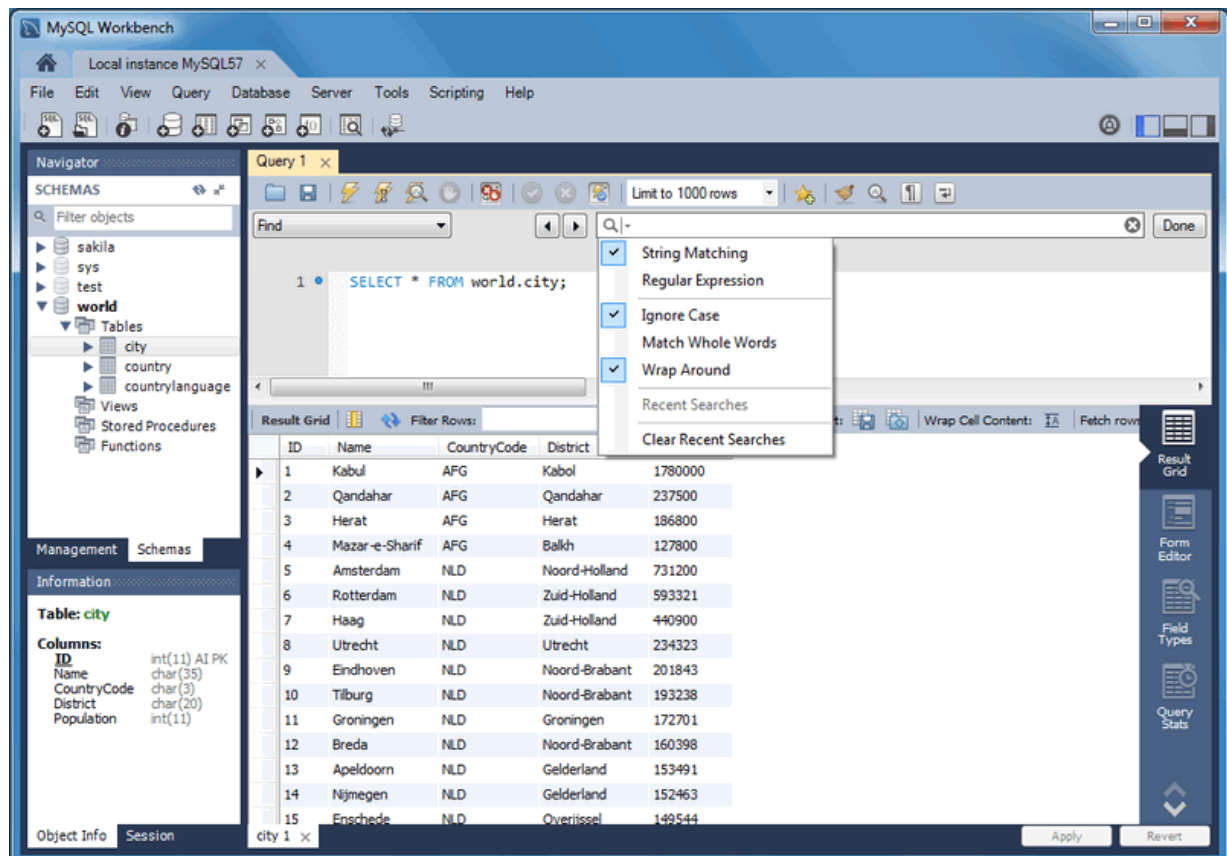 MySQL Workbench
Local instance MySQL57
File Edit View Query Database Server Tools Scripting Help
Navigator
SCHEMAS
Filter objects
sakila
sys
test
world
Tables
city
country
countrylanguage
Views
Stored Procedures
Functions
Management Schemas
Information
Table: city
Columns:
ID int(11) AI PK
Name char(35)
CountryCode char(3)
District char(20)
Population int(11)
Object Info Session
Query 1
Limit to 1000 rows
Find
Done
1 SELECT * FROM world.city;
String Matching
Regular Expression
Ignore Case
Match Whole Words
Wrap Around
Recent Searches
Clear Recent Searches
Result Grid Filter Rows: Wrap Cell Content: Fetch row
ID Name CountryCode District
1 Kabul AFG Kabol 1780000
2 Qandahar AFG Qandahar 237500
3 Herat AFG Herat 186800
4 Mazar-e-Sharif AFG Balkh 127800
5 Amsterdam NLD Noord-Holland 731200
6 Rotterdam NLD Zuid-Holland 593321
7 Haag NLD Zuid-Holland 440900
8 Utrecht NLD Utrecht 234323
9 Eindhoven NLD Noord-Brabant 201843
10 Tilburg NLD Noord-Brabant 193238
11 Groningen NLD Groningen 172701
12 Breda NLD Noord-Brabant 160398
13 Apeldoorn NLD Gelderland 153491
14 Nijmegen NLD Gelderland 152463
15 Enschede NLD Overijssel 149544
Result
Grid
Form
Editor
Field
Types
Query
Stats
city 1
Apply Revert